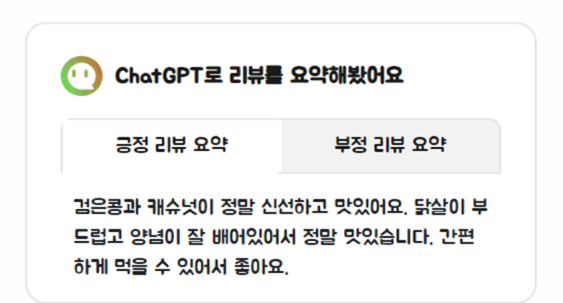 ChatGPT로 리뷰를 요약해봤어요
긍정 리뷰 요약
부정 리뷰 요약
검은콩과 캐슈넛이 정말 신선하고 맛있어요. 닭살이 부
드럽고 양념이 잘 배어있어서 정말 맛있습니다. 간편
하게 먹을 수 있어서 좋아요.